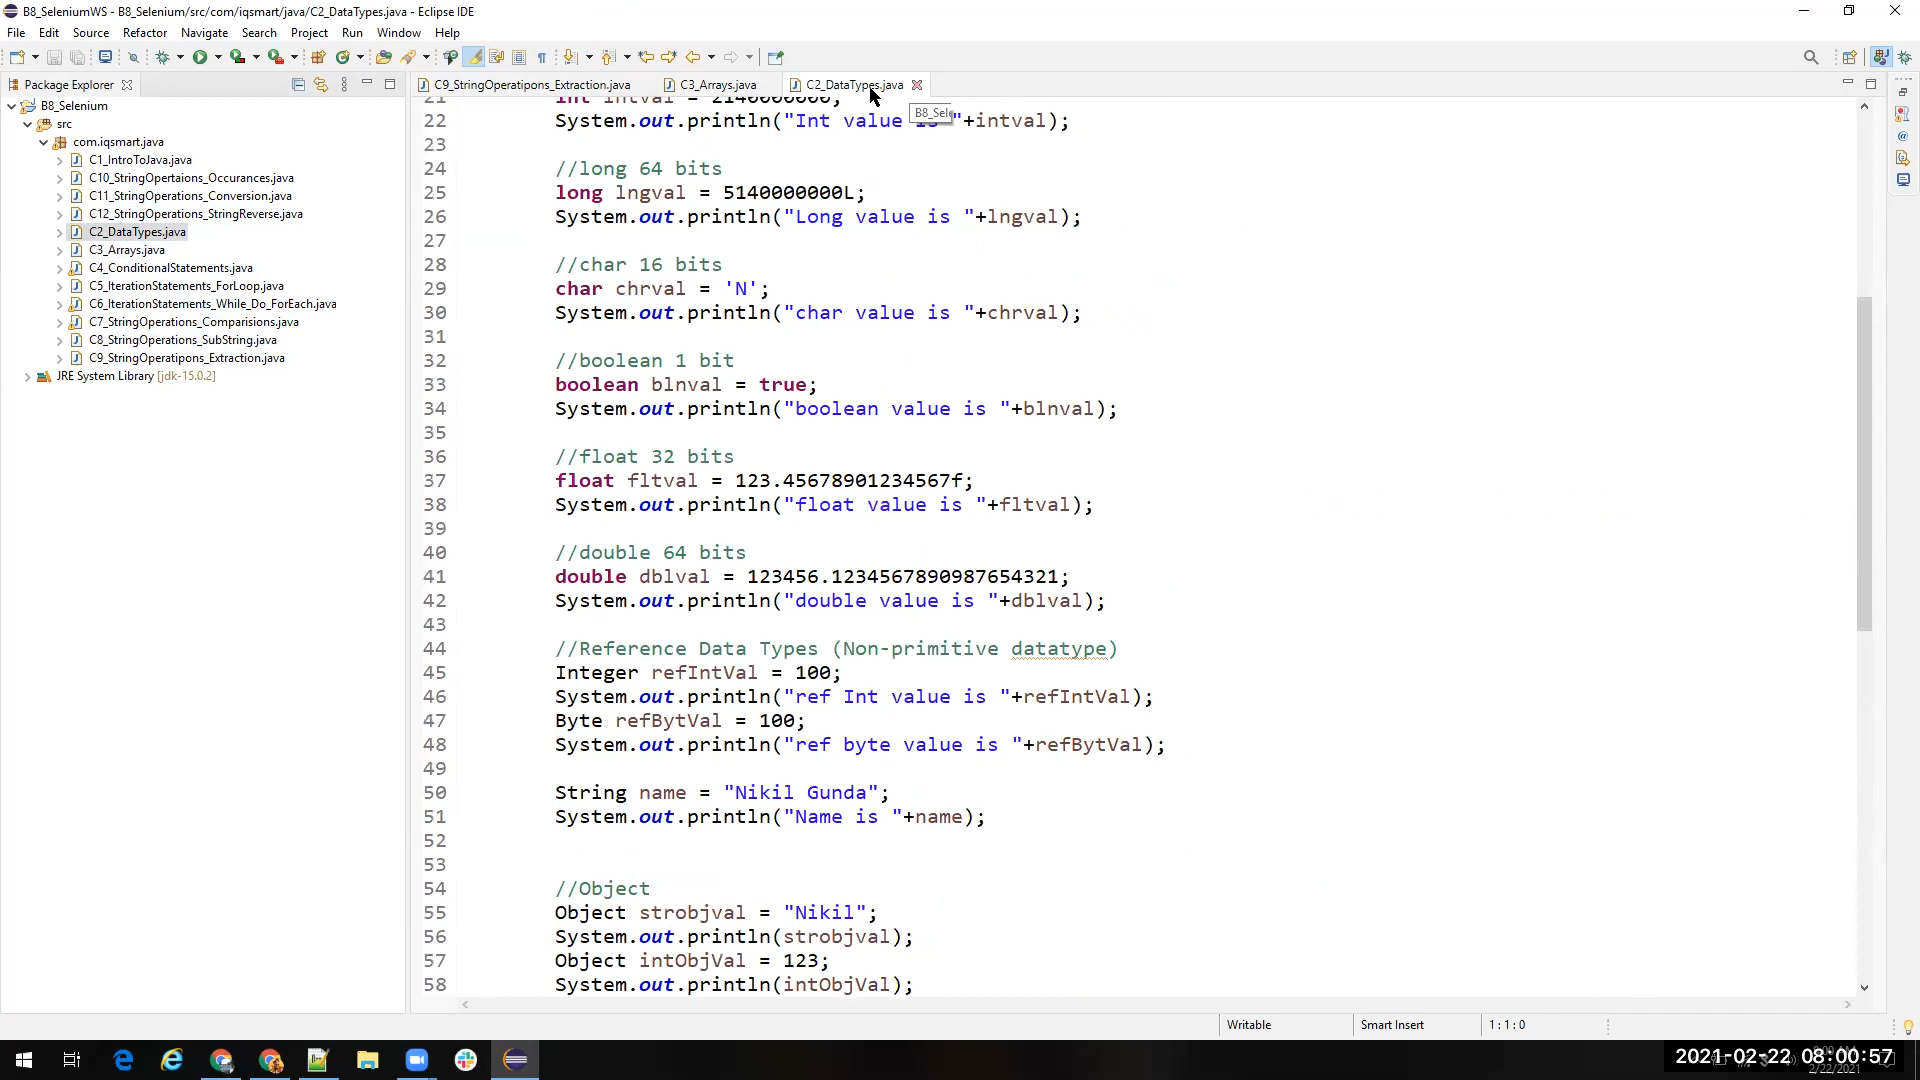 B8_SeleniumWS - B8_Selenium/src/com/iqsmart/java/C2_DataTypes.java - Eclipse IDE
File Edit Source Refactor Navigate Search Project Run Window Help
Package Explorer
B8_Selenium
src
com.iqsmart.java
C1_IntroToJava.java
C10_StringOpertaions_Occurances.java
C11_StringOperations_Conversion.java
C12_StringOperations_StringReverse.java
C2_DataTypes.java
C3_Arrays.java
C4_ConditionalStatements.java
C5_IterationStatements_ForLoop.java
C6_IterationStatements_While_Do_ForEach.java
C7_StringOperations_Comparisions.java
C8_StringOperations_SubString.java
C9_StringOperatipons_Extraction.java
JRE System Library [jdk-15.0.2]
C9_StringOperatipons_Extraction.java C3_Arrays.java C2_DataTypes.java
B8_Sele
21 int intval = 2140000000;
22 System.out.println("Int value is "+intval);
23
24 //long 64 bits
25 long lngval = 5140000000L;
26 System.out.println("Long value is "+lngval);
27
28 //char 16 bits
29 char chrval = 'N';
30 System.out.println("char value is "+chrval);
31
32 //boolean 1 bit
33 boolean blnval = true;
34 System.out.println("boolean value is "+blnval);
35
36 //float 32 bits
37 float fltval = 123.45678901234567f;
38 System.out.println("float value is "+fltval);
39
40 //double 64 bits
41 double dblval = 123456.1234567890987654321;
42 System.out.println("double value is "+dblval);
43
44 //Reference Data Types (Non-primitive datatype)
45 Integer refIntVal = 100;
46 System.out.println("ref Int value is "+refIntVal);
47 Byte refBytVal = 100;
48 System.out.println("ref byte value is "+refBytVal);
49
50 String name = "Nikil Gunda";
51 System.out.println("Name is "+name);
52
53
54 //Object
55 Object strobjval = "Nikil";
56 System.out.println(strobjval);
57 Object intObjVal = 123;
58 System.out.println(intObjVal);
Writable Smart Insert 1 : 1 : 0
2021-02-22 08:00:57
2/22/2021